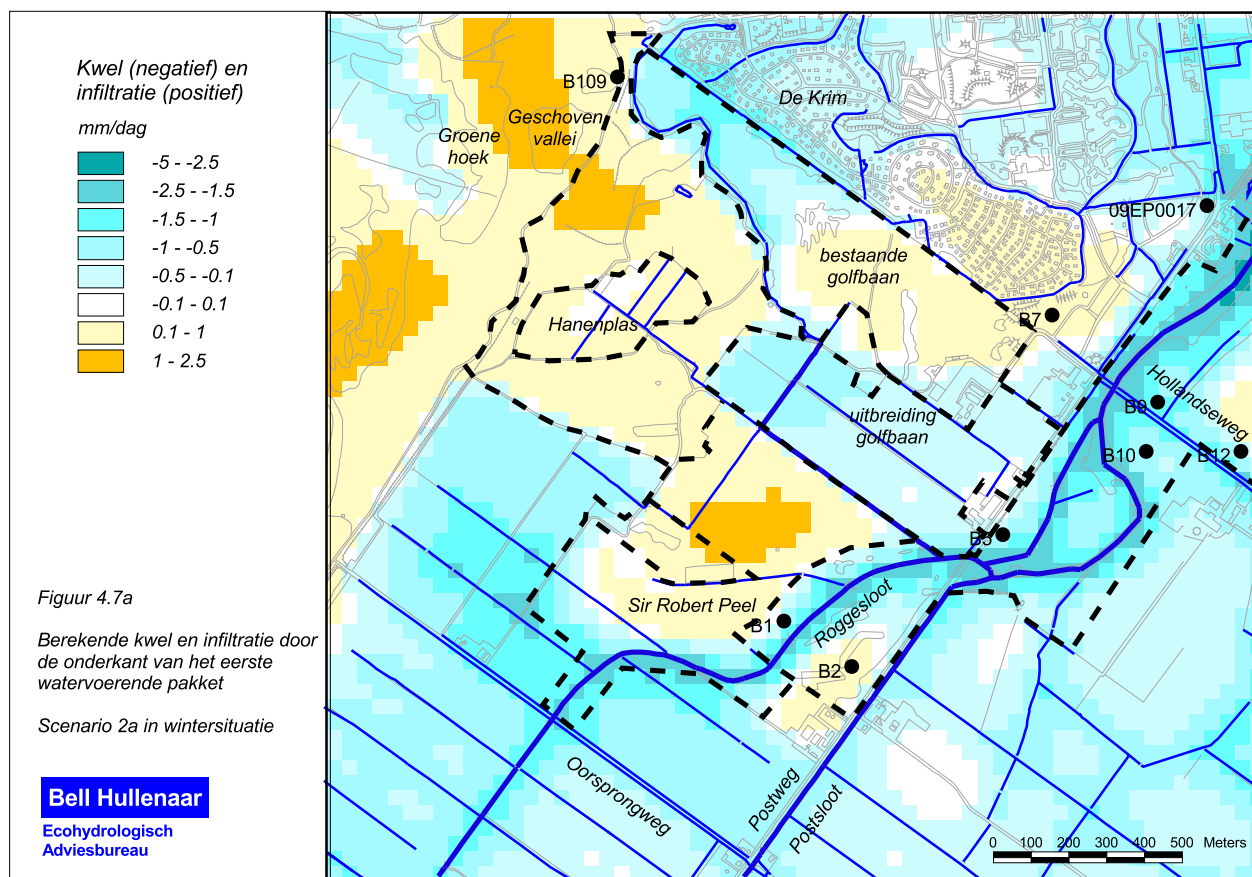 Kwel (negatief) en
infiltratie (positief)
mm/dag
-5 - -2.5
-2.5 - -1.5
-1.5 - -1
-1 - -0.5
-0.5 - -0.1
-0.1 - 0.1
0.1 - 1
1 - 2.5
Figuur 4.7a
Berekende kwel en infiltratie door
de onderkant van het eerste
watervoerende pakket
Scenario 2a in wintersituatie
Bell Hullenaar
Ecohydrologisch
Adviesbureau
B109
De Krim
Geschoven
vallei
Groene
hoek
09EP0017
bestaande
golfbaan
Hanenplas
B7
Hollandseweg
B9
uitbreiding
golfbaan
B10
B12
B3
Sir Robert Peel
B1
Roggesloot
B2
Oorsprongweg
Postweg
Postsloot
0 100 200 300 400 500 Meters